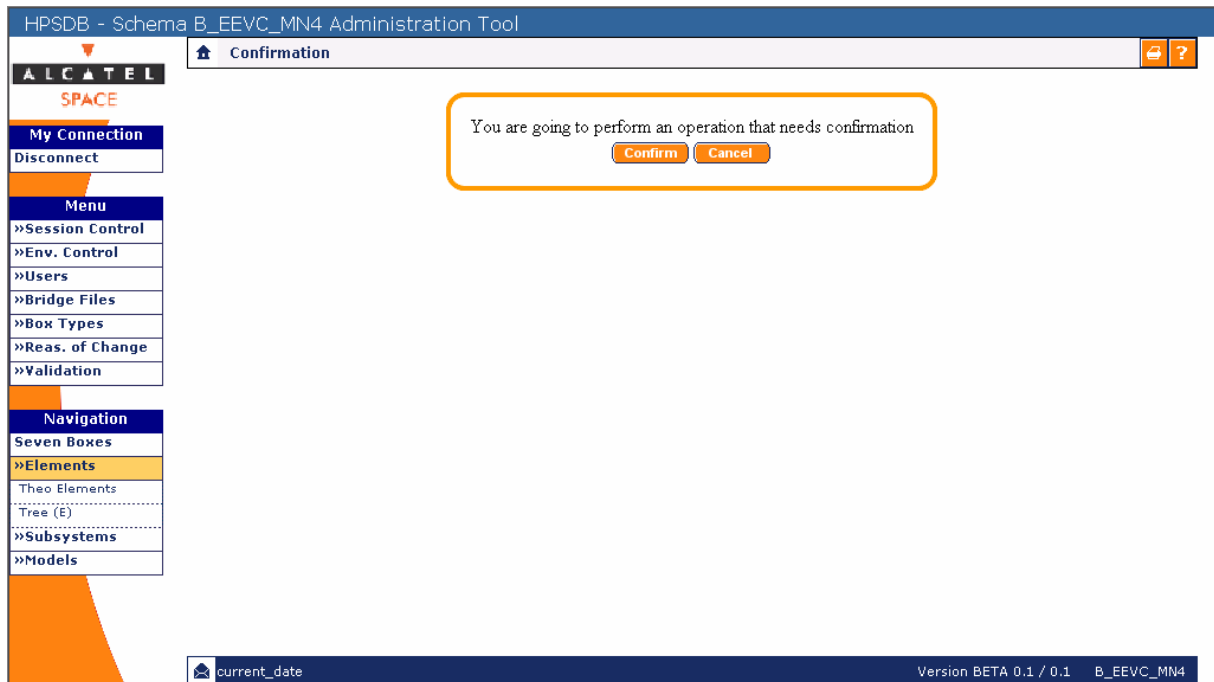 HPSDB - Schema B_EEVC_MN4 Administration Tool
ALCATEL
SPACE
Confirmation
?
You are going to perform an operation that needs confirmation
Confirm Cancel
My Connection
Disconnect
Menu
»Session Control
»Env. Control
»Users
»Bridge Files
»Box Types
»Reas. of Change
»Validation
Navigation
Seven Boxes
»Elements
Theo Elements
Tree (E)
»Subsystems
»Models
current_date Version BETA 0.1 / 0.1 B_EEVC_MN4